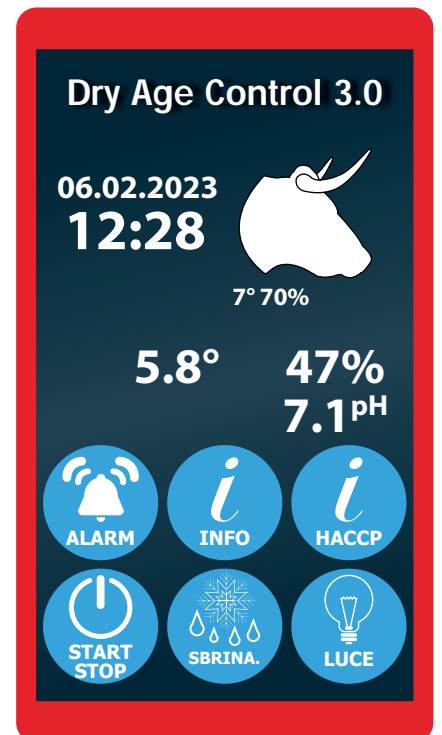 Dry Age Control 3.0
06.02.2023
12:28
7° 70%
5.8° 47%
7.1pH
ALARM INFO HACCP
START
STOP
SBRINA. LUCE